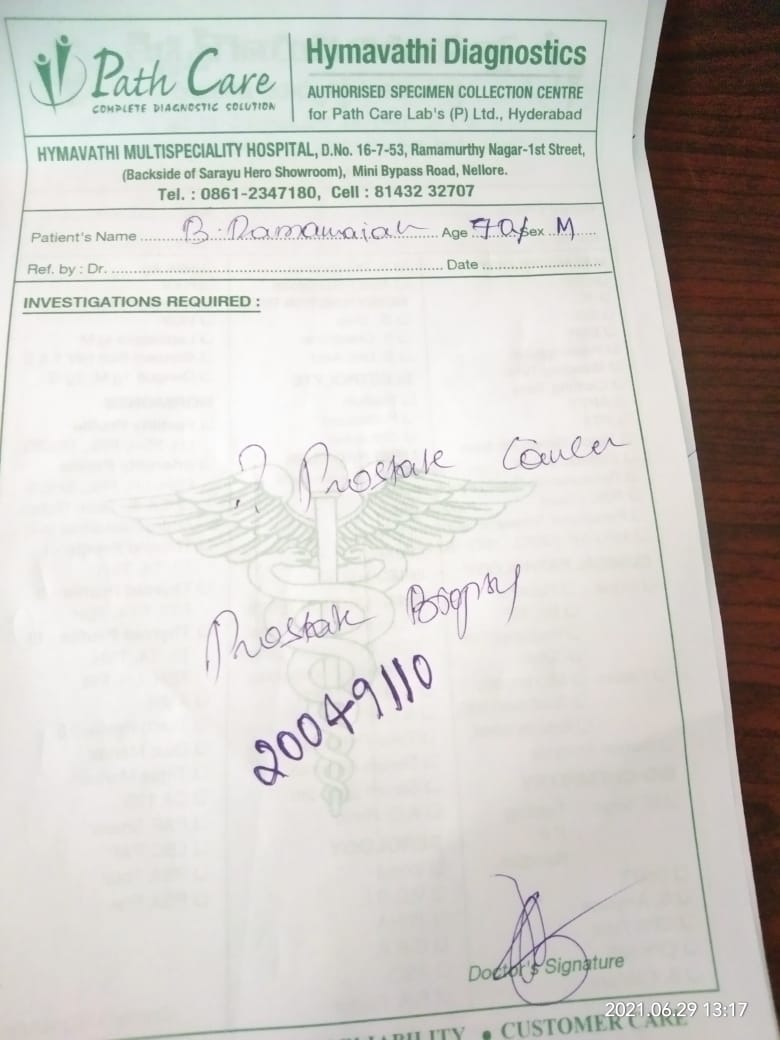 Path Care
COMPLETE DIAGNOSTIC SOLUTION
Hymavathi Diagnostics
AUTHORISED SPECIMEN COLLECTION CENTRE
for Path Care Lab's (P) Ltd., Hyderabad
HYMAVATHI MULTISPECIALITY HOSPITAL, D.No. 16-7-53, Ramamurthy Nagar-1st Street,
(Backside of Sarayu Hero Showroom), Mini Bypass Road, Nellore.
Tel. : 0861-2347180, Cell : 81432 32707
Patient's Name B. Age Sex M
Ref. by : Dr. Date
INVESTIGATIONS REQUIRED :
? Prostate Cancer
Prostate Biopsy
20049110
Doctor's Signature
2021.06.29 13:17
• CUSTOMER CARE